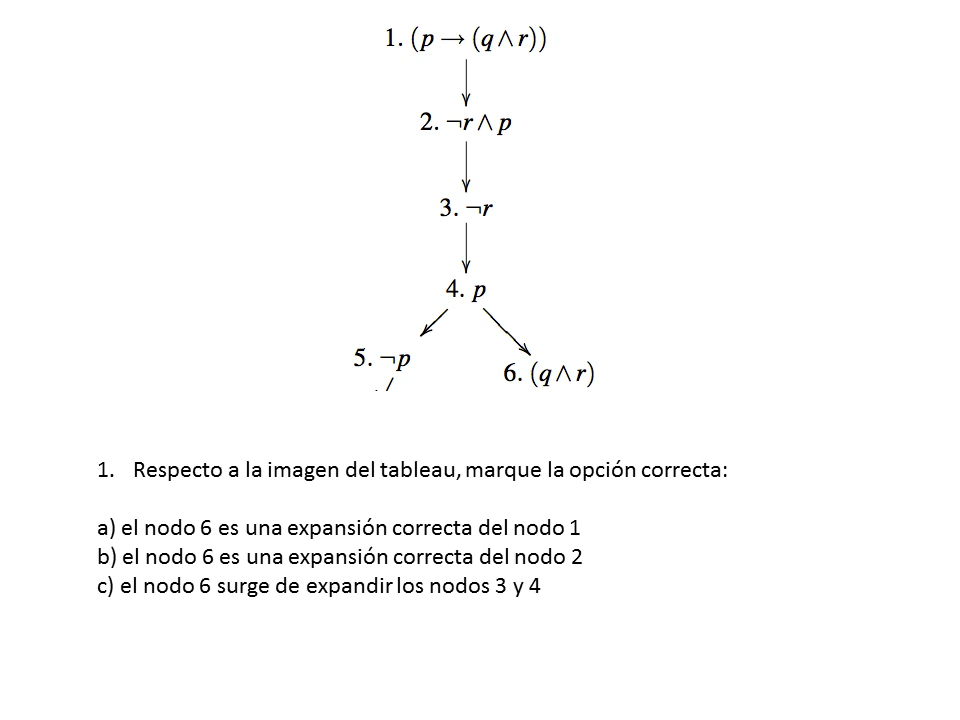 1. (p → (q ∧ r))
2. ¬r ∧ p
3. ¬r
4. p
5. ¬p
6. (q ∧ r)
1. Respecto a la imagen del tableau, marque la opción correcta:
a) el nodo 6 es una expansión correcta del nodo 1
b) el nodo 6 es una expansión correcta del nodo 2
c) el nodo 6 surge de expandir los nodos 3 y 4